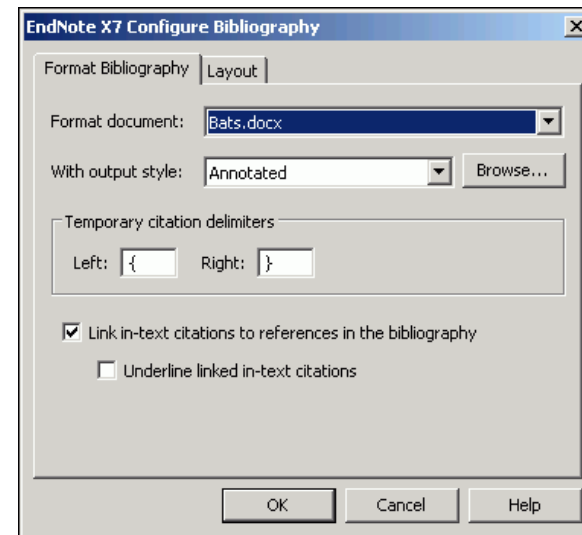 EndNote X7 Configure Bibliography
Format Bibliography Layout
Format document: Bats.docx
With output style: Annotated Browse...
Temporary citation delimiters
Left: { Right: }
Link in-text citations to references in the bibliography
Underline linked in-text citations
OK Cancel Help